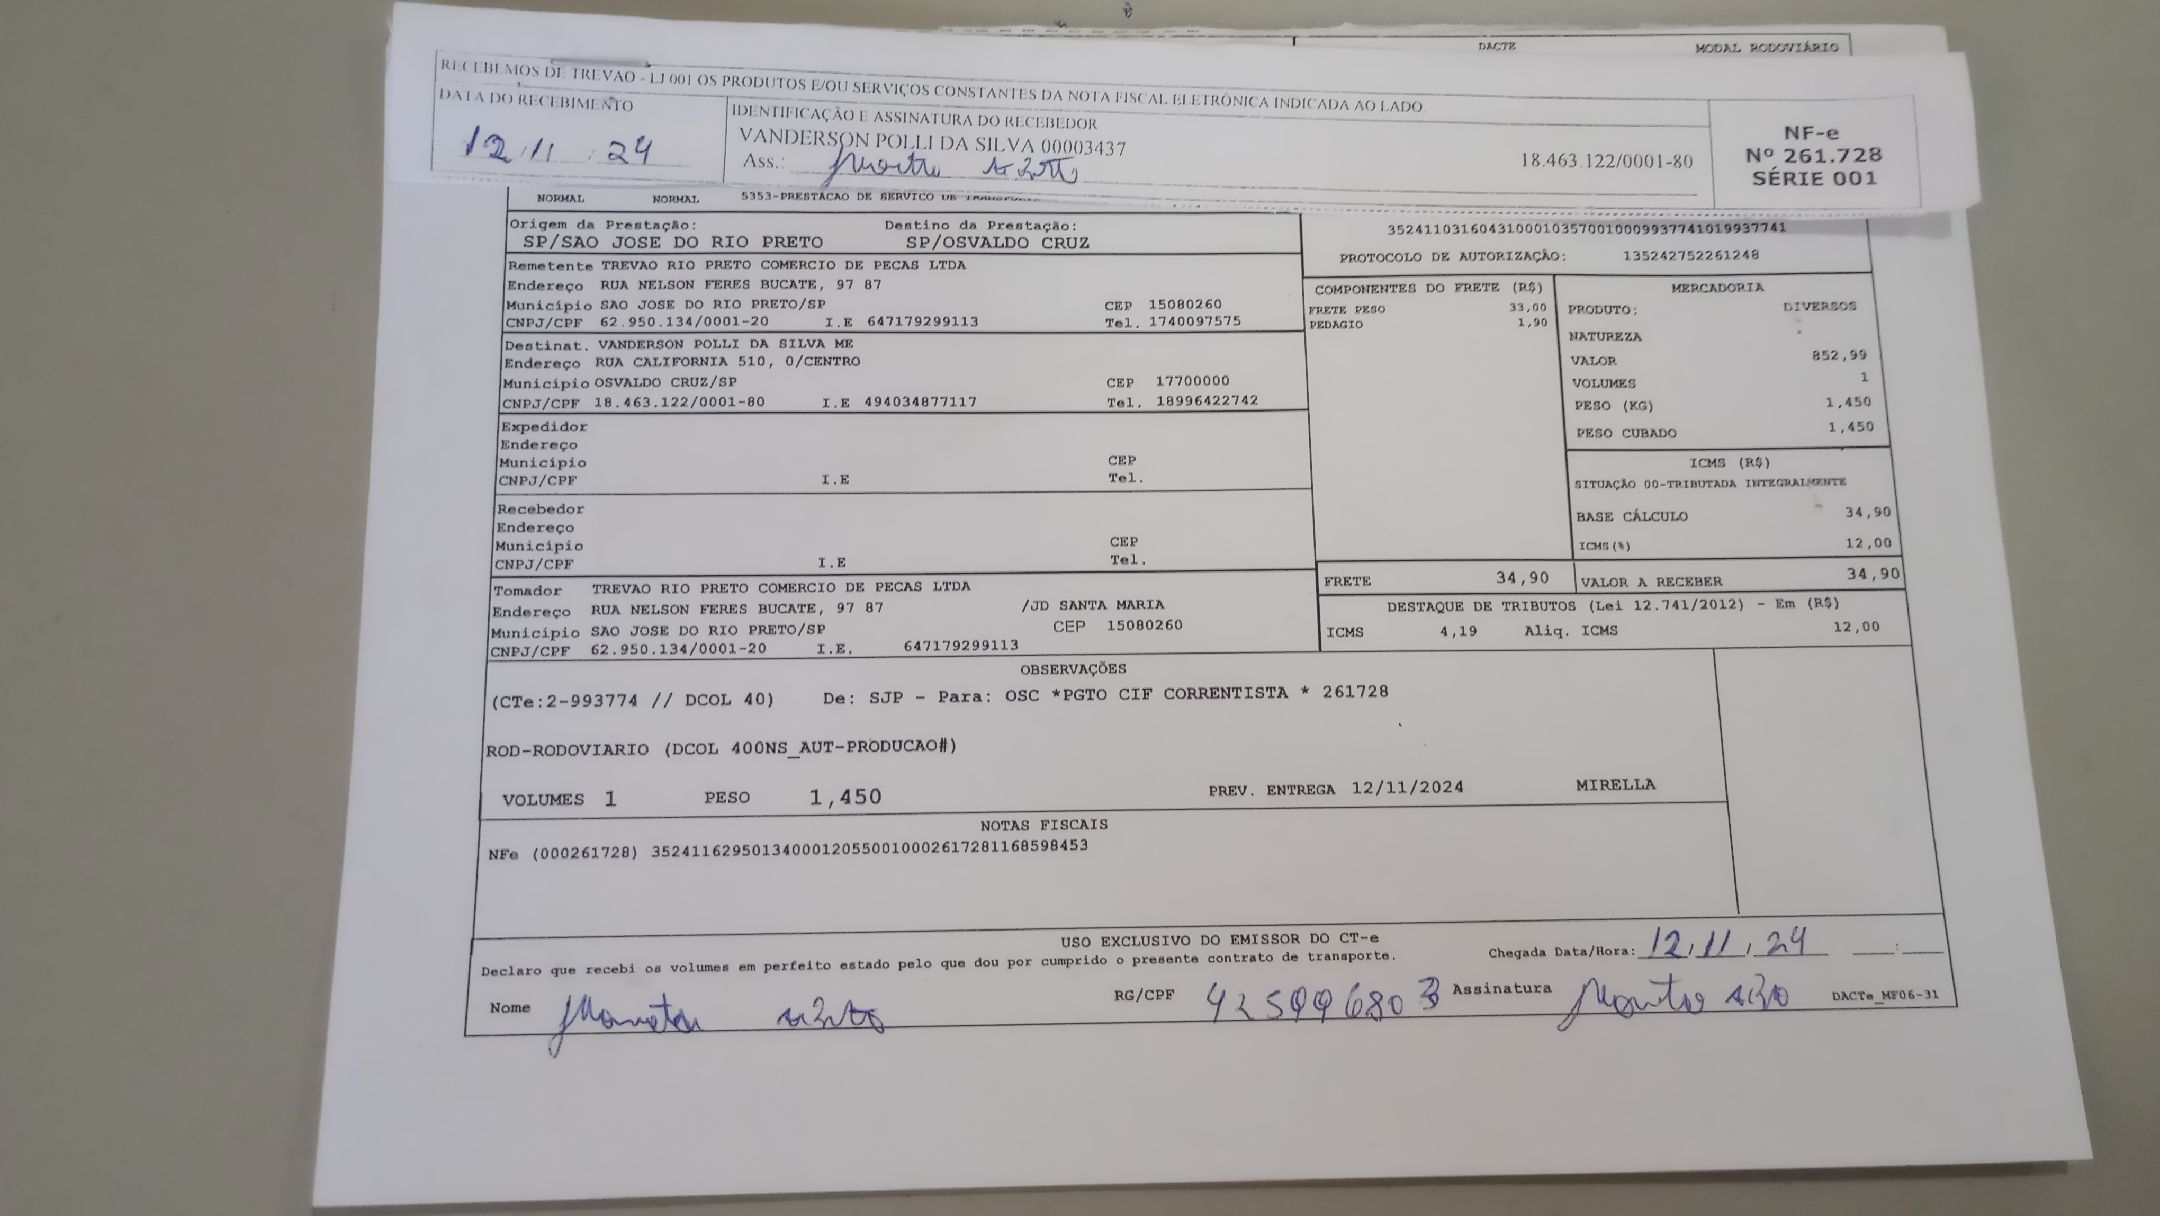 DACTE MODAL RODOVIÁRIO
RECEBEMOS DE TREVAO - LJ 001 OS PRODUTOS E/OU SERVIÇOS CONSTANTES DA NOTA FISCAL ELETRÔNICA INDICADA AO LADO.
DATA DO RECEBIMENTO
12/11/24
IDENTIFICAÇÃO E ASSINATURA DO RECEBEDOR
VANDERSON POLLI DA SILVA 00003437
Ass.: 18.463.122/0001-80
NF-e
Nº 261.728
SÉRIE 001
NORMAL NORMAL 5353-PRESTACAO DE SERVICO DE
Origem da Prestação: Destino da Prestação:
SP/SAO JOSE DO RIO PRETO SP/OSVALDO CRUZ
35241103160431000103570010009937741019937741
PROTOCOLO DE AUTORIZAÇÃO: 135242752261248
Remetente TREVAO RIO PRETO COMERCIO DE PECAS LTDA
Endereço RUA NELSON FERES BUCATE, 97 87
Município SAO JOSE DO RIO PRETO/SP CEP 15080260
CNPJ/CPF 62.950.134/0001-20 I.E 647179299113 Tel. 1740097575
Destinat. VANDERSON POLLI DA SILVA ME
Endereço RUA CALIFORNIA 510, 0/CENTRO
Município OSVALDO CRUZ/SP CEP 17700000
CNPJ/CPF 18.463.122/0001-80 I.E 494034877117 Tel. 18996422742
Expedidor
Endereço
Município CEP
CNPJ/CPF I.E Tel.
Recebedor
Endereço
Município CEP
CNPJ/CPF I.E Tel.
Tomador TREVAO RIO PRETO COMERCIO DE PECAS LTDA
Endereço RUA NELSON FERES BUCATE, 97 87 /JD SANTA MARIA
Município SAO JOSE DO RIO PRETO/SP CEP 15080260
CNPJ/CPF 62.950.134/0001-20 I.E. 647179299113
COMPONENTES DO FRETE (R$)
FRETE PESO 33,00
PEDAGIO 1,90
MERCADORIA
PRODUTO: DIVERSOS
NATUREZA
VALOR 852,99
VOLUMES 1
PESO (KG) 1,450
PESO CUBADO 1,450
ICMS (R$)
SITUAÇÃO 00-TRIBUTADA INTEGRALMENTE
BASE CÁLCULO 34,90
ICMS(%) 12,00
FRETE 34,90 VALOR A RECEBER 34,90
DESTAQUE DE TRIBUTOS (Lei 12.741/2012) - Em (R$)
ICMS 4,19 Aliq. ICMS 12,00
OBSERVAÇÕES
(CTe:2-993774 // DCOL 40) De: SJP - Para: OSC *PGTO CIF CORRENTISTA * 261728
ROD-RODOVIARIO (DCOL 400NS_AUT-PRODUCAO#)
VOLUMES 1 PESO 1,450 PREV. ENTREGA 12/11/2024 MIRELLA
NOTAS FISCAIS
NFe (000261728) 35241162950134000120550010002617281168598453
USO EXCLUSIVO DO EMISSOR DO CT-e
Declaro que recebi os volumes em perfeito estado pelo que dou por cumprido o presente contrato de transporte.
Chegada Data/Hora: 12/11/24 __:__
Nome RG/CPF Assinatura DACTe_MF06-31